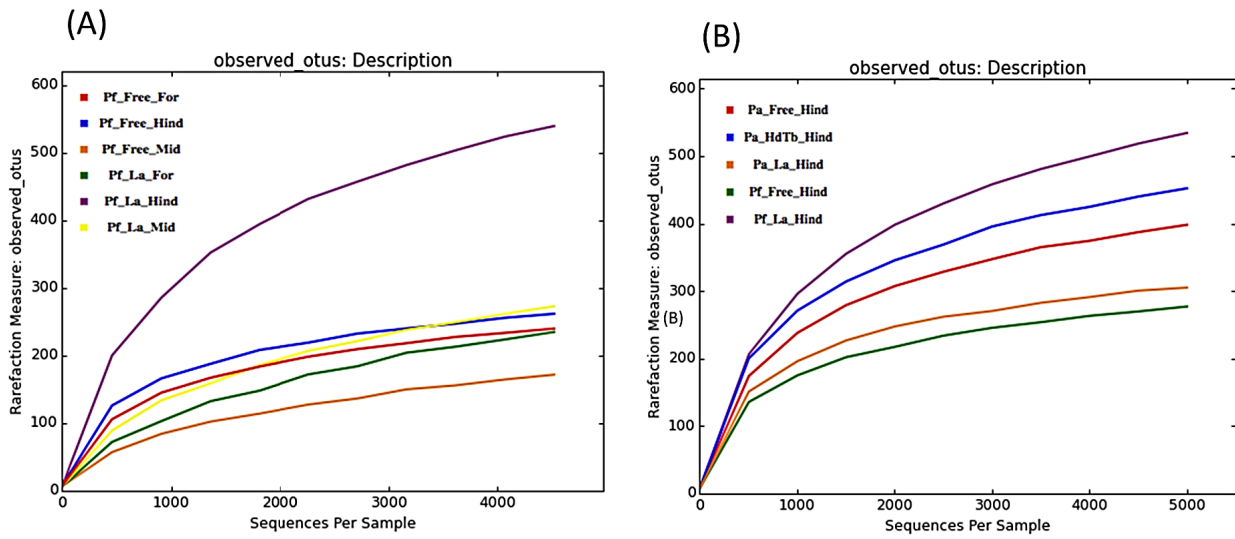 (A)
observed_otus: Description
Rarefaction Measure: observed_otus
600
500
400
300
200
100
0
Pf_Free_For
Pf_Free_Hind
Pf_Free_Mid
Pf_La_For
Pf_La_Hind
Pf_La_Mid
0 1000 2000 3000 4000
Sequences Per Sample
(B)
observed_otus: Description
Rarefaction Measure: observed_otus
(B)
600
500
400
300
200
100
0
Pa_Free_Hind
Pa_HdTb_Hind
Pa_La_Hind
Pf_Free_Hind
Pf_La_Hind
0 1000 2000 3000 4000 5000
Sequences Per Sample